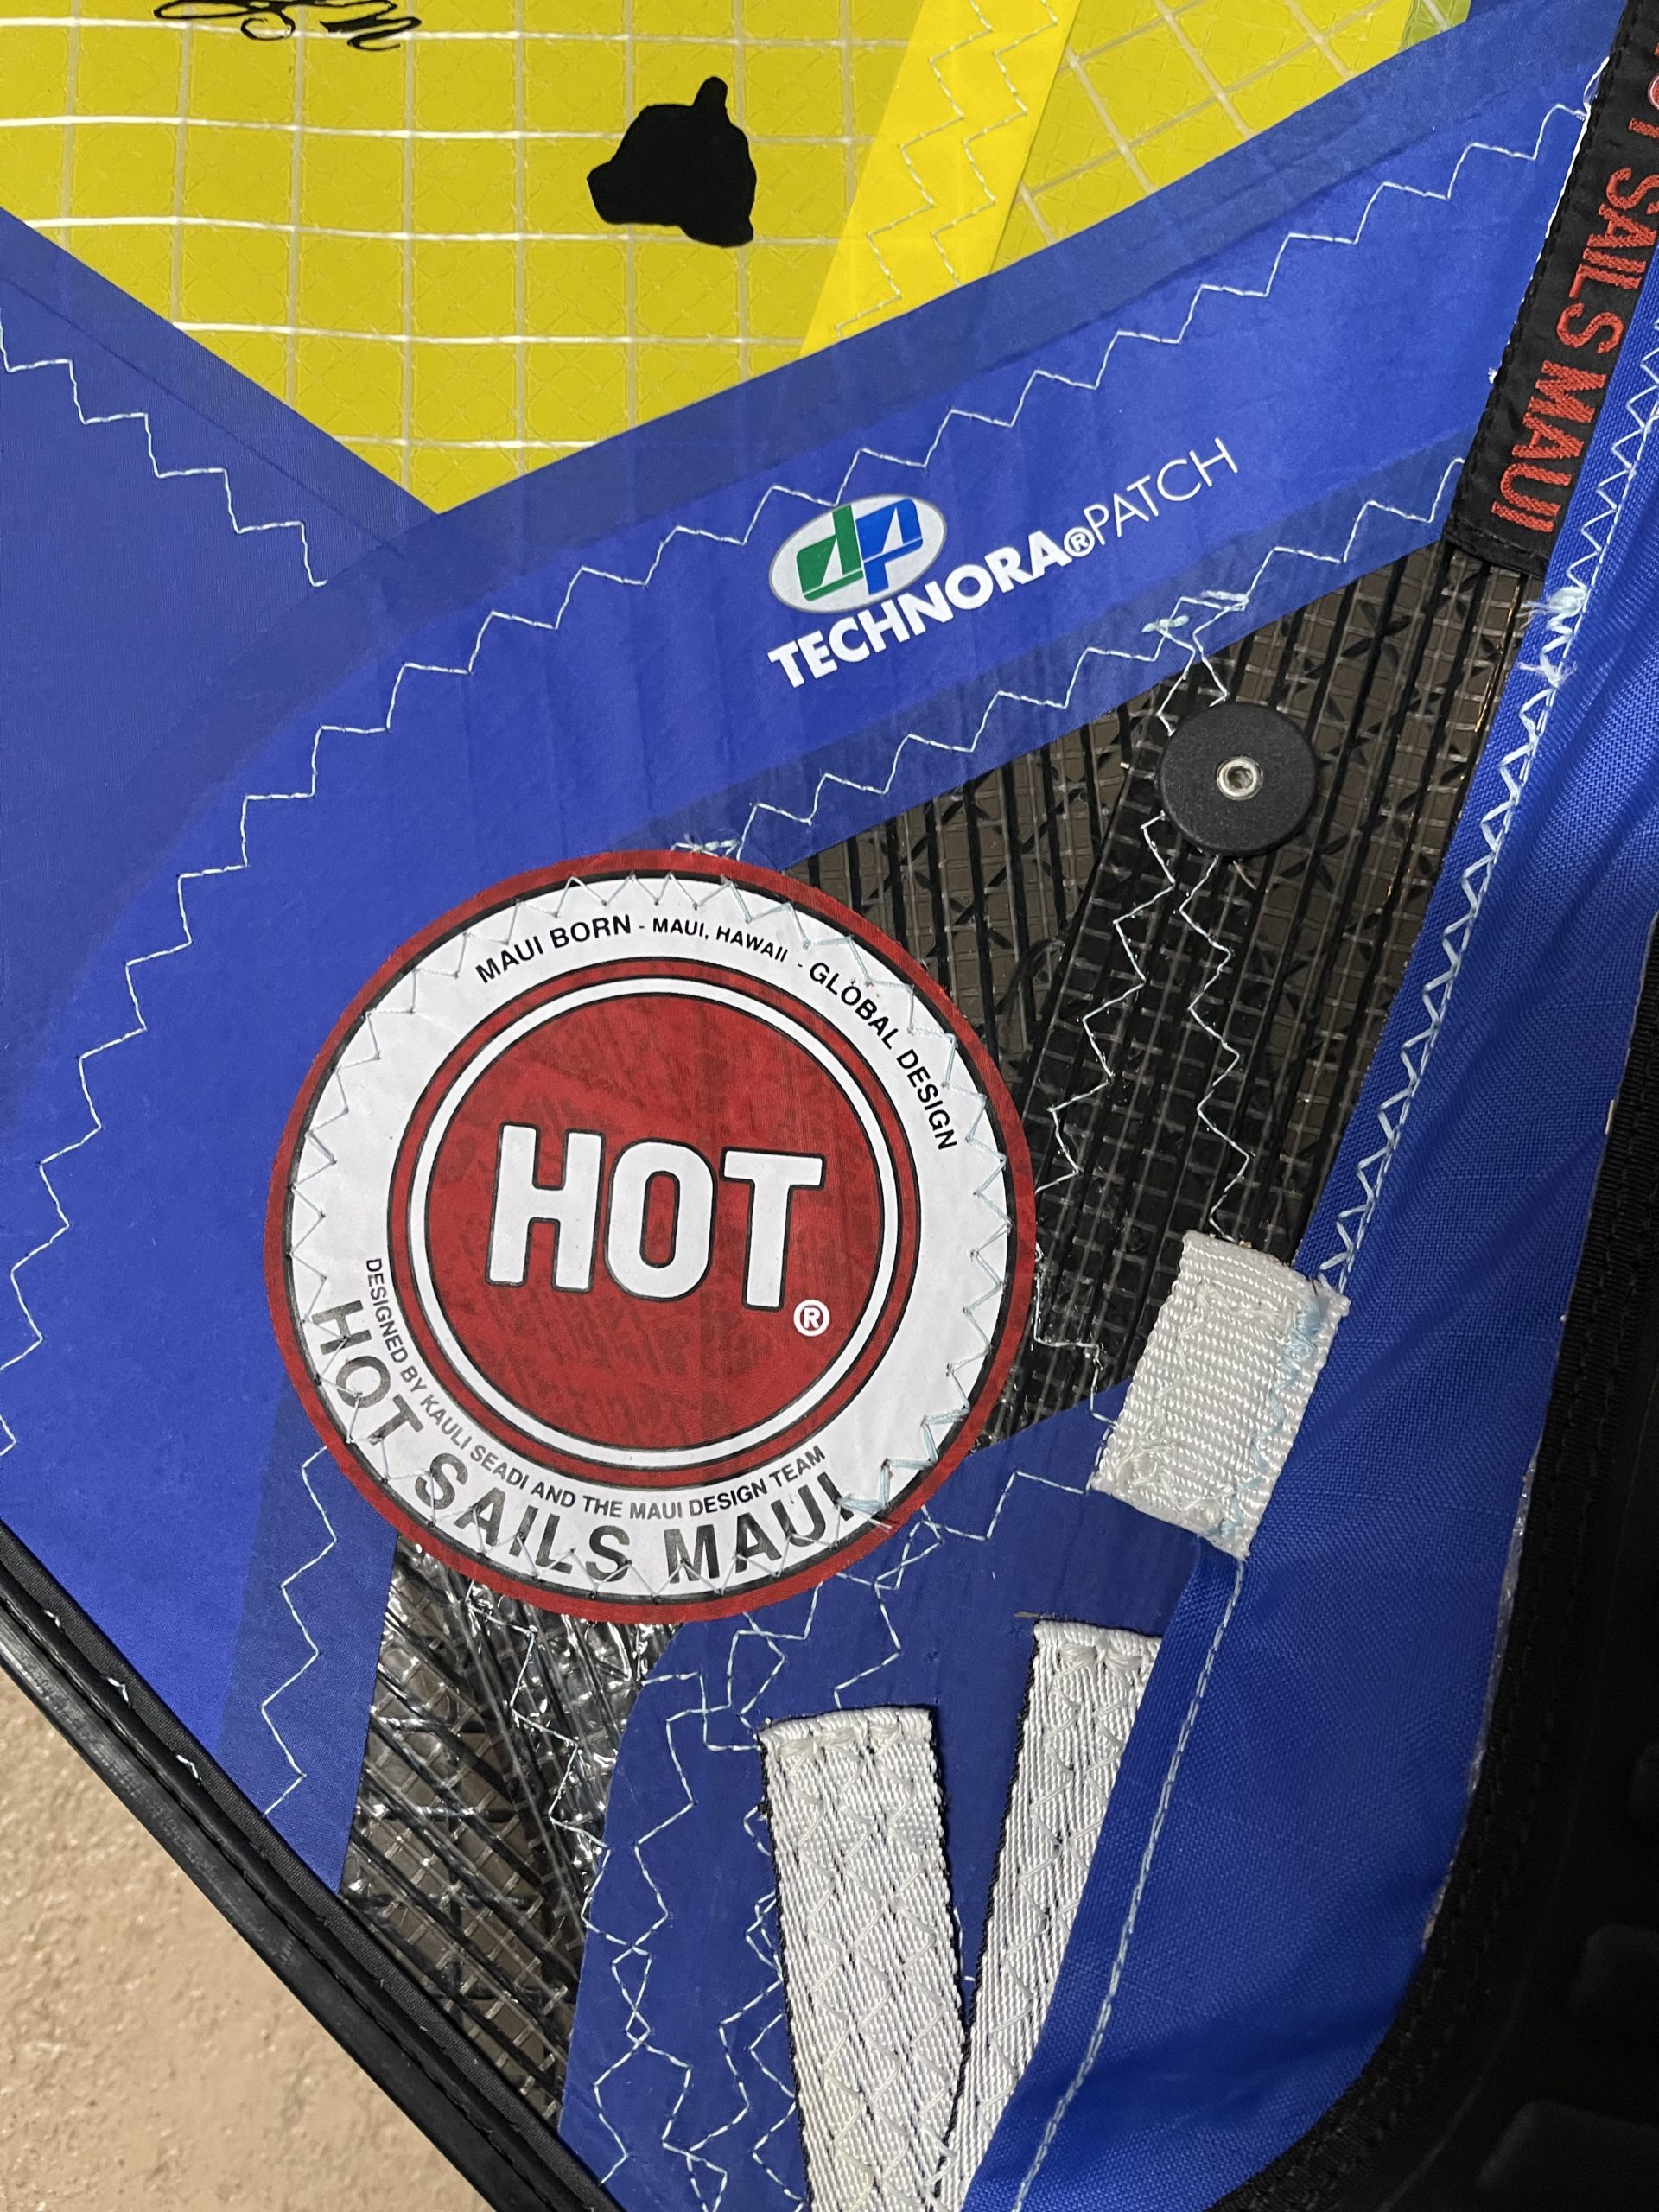 HOT SAILS MAUI
dp
TECHNORA®PATCH
MAUI BORN - MAUI, HAWAII - GLOBAL DESIGN
HOT®
DESIGNED BY KAULI SEADI AND THE MAUI DESIGN TEAM
HOT SAILS MAUI